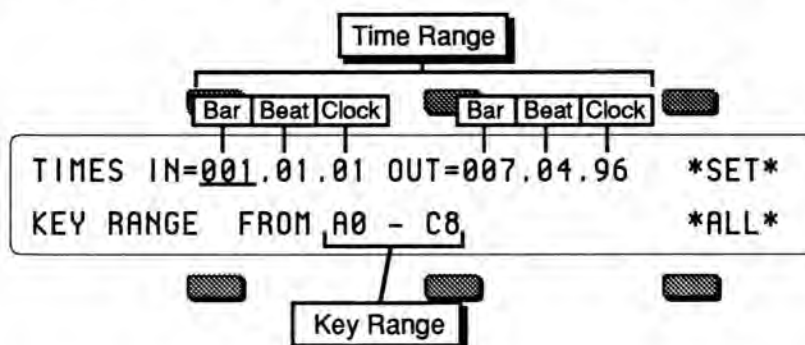 Time Range
Bar Beat Clock Bar Beat Clock
TIMES IN=001.01.01 OUT=007.04.96 *SET*
KEY RANGE FROM A0 - C8 *ALL*
Key Range